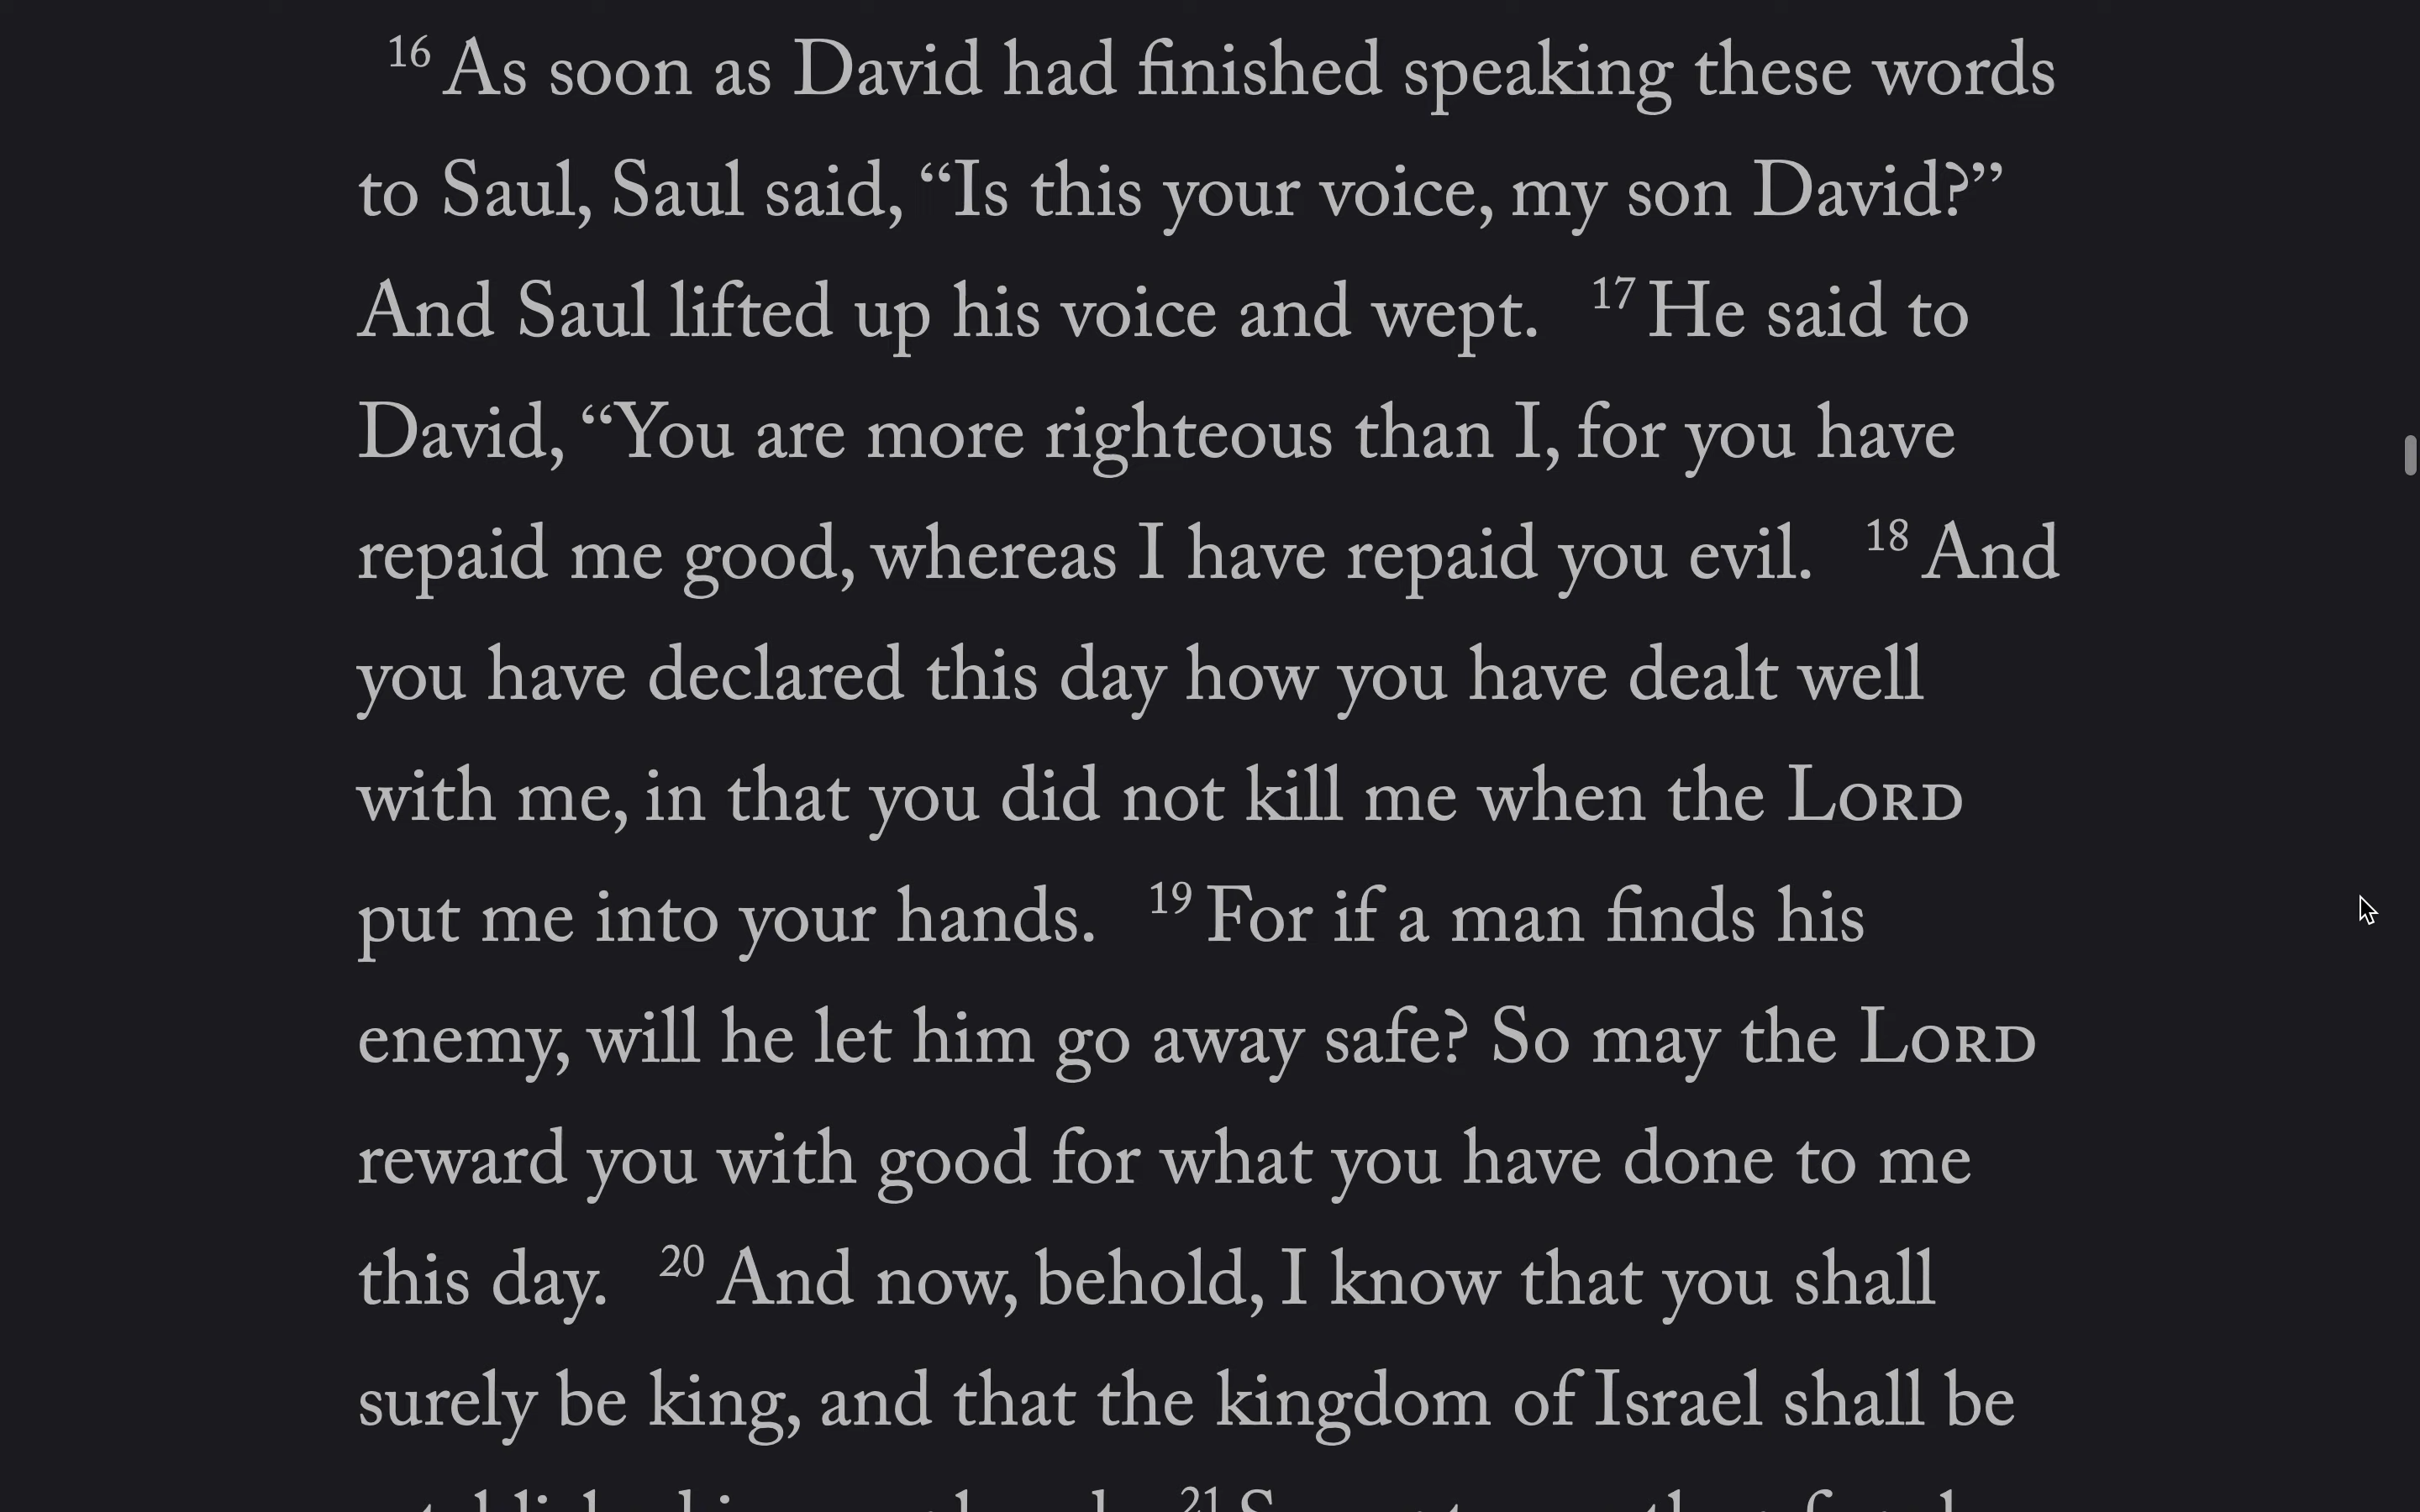 16 As soon as David had finished speaking these words
to Saul, Saul said, “Is this your voice, my son David?”
And Saul lifted up his voice and wept. 17 He said to
David, “You are more righteous than I, for you have
repaid me good, whereas I have repaid you evil. 18 And
you have declared this day how you have dealt well
with me, in that you did not kill me when the LORD
put me into your hands. 19 For if a man finds his
enemy, will he let him go away safe? So may the LORD
reward you with good for what you have done to me
this day. 20 And now, behold, I know that you shall
surely be king, and that the kingdom of Israel shall be
21